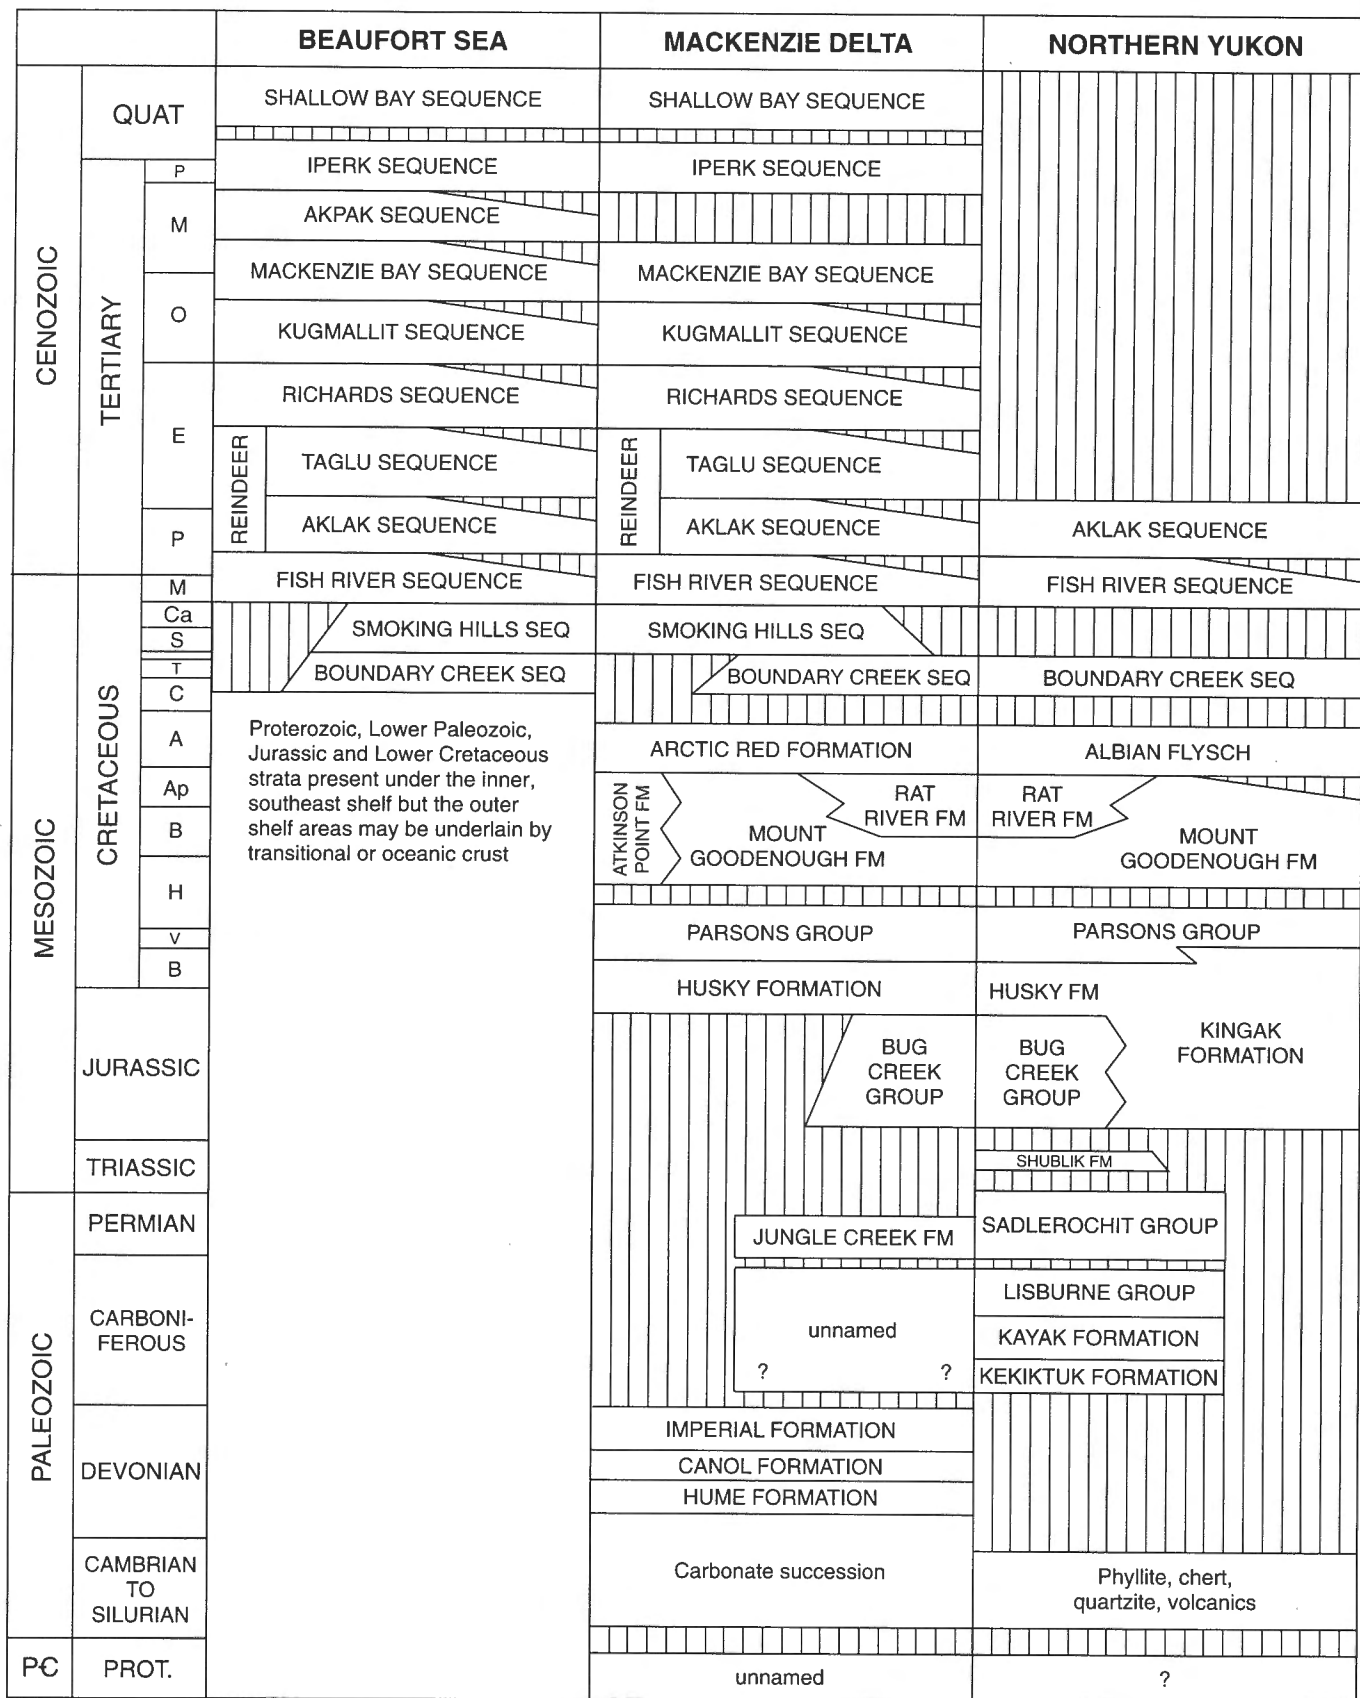 BEAUFORT SEA
MACKENZIE DELTA
NORTHERN YUKON
CENOZOIC
QUAT
TERTIARY
P
M
O
E
P
MESOZOIC
CRETACEOUS
M
Ca
S
T
C
A
Ap
B
H
V
B
JURASSIC
TRIASSIC
PALEOZOIC
PERMIAN
CARBONI-
FEROUS
DEVONIAN
CAMBRIAN
TO
SILURIAN
P-Є
PROT.
SHALLOW BAY SEQUENCE
IPERK SEQUENCE
AKPAK SEQUENCE
MACKENZIE BAY SEQUENCE
KUGMALLIT SEQUENCE
RICHARDS SEQUENCE
REINDEER
TAGLU SEQUENCE
AKLAK SEQUENCE
FISH RIVER SEQUENCE
SMOKING HILLS SEQ
BOUNDARY CREEK SEQ
Proterozoic, Lower Paleozoic,
Jurassic and Lower Cretaceous
strata present under the inner,
southeast shelf but the outer
shelf areas may be underlain by
transitional or oceanic crust
SHALLOW BAY SEQUENCE
IPERK SEQUENCE
MACKENZIE BAY SEQUENCE
KUGMALLIT SEQUENCE
RICHARDS SEQUENCE
REINDEER
TAGLU SEQUENCE
AKLAK SEQUENCE
FISH RIVER SEQUENCE
SMOKING HILLS SEQ
BOUNDARY CREEK SEQ
ARCTIC RED FORMATION
ATKINSON
POINT FM
RAT
RIVER FM
MOUNT
GOODENOUGH FM
PARSONS GROUP
HUSKY FORMATION
BUG
CREEK
GROUP
JUNGLE CREEK FM
unnamed
? ?
IMPERIAL FORMATION
CANOL FORMATION
HUME FORMATION
Carbonate succession
unnamed
AKLAK SEQUENCE
FISH RIVER SEQUENCE
BOUNDARY CREEK SEQ
ALBIAN FLYSCH
RAT
RIVER FM
MOUNT
GOODENOUGH FM
PARSONS GROUP
HUSKY FM
KINGAK
FORMATION
BUG
CREEK
GROUP
SHUBLIK FM
SADLEROCHIT GROUP
LISBURNE GROUP
KAYAK FORMATION
KEKIKTUK FORMATION
Phyllite, chert,
quartzite, volcanics
?